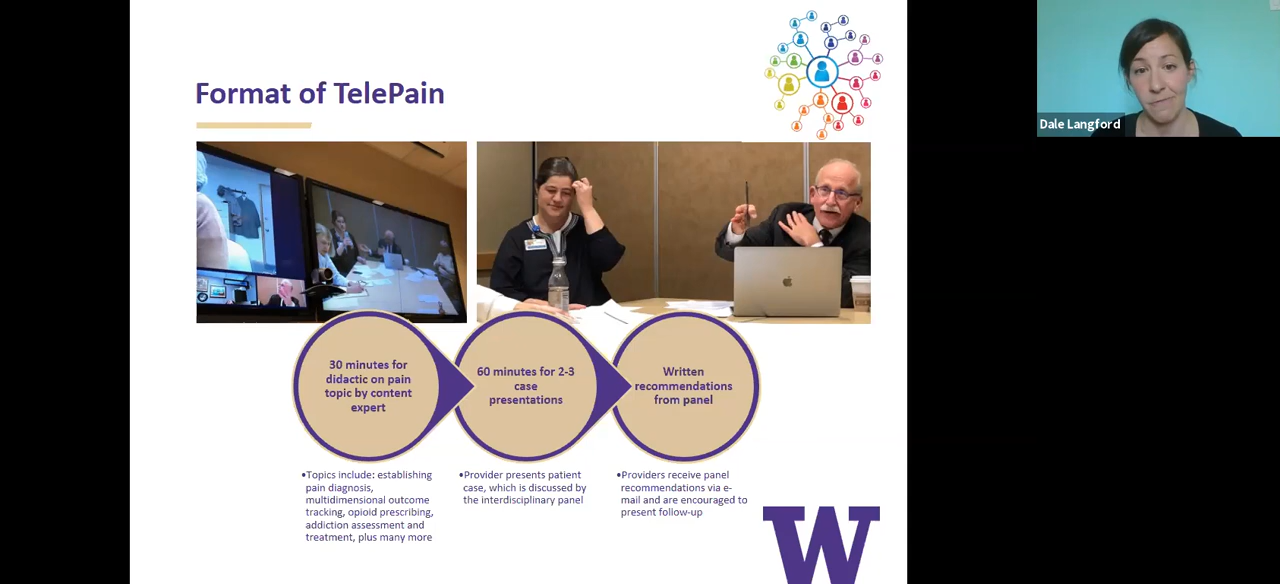 Format of TelePain
Dale Langford
30 minutes for
didactic on pain
topic by content
expert
60 minutes for 2-3
case
presentations
Written
recommendations
from panel
•Topics include: establishing
pain diagnosis,
multidimensional outcome
tracking, opioid prescribing,
addiction assessment and
treatment, plus many more
•Provider presents patient
case, which is discussed by
the interdisciplinary panel
•Providers receive panel
recommendations via e-
mail and are encouraged to
present follow-up
W